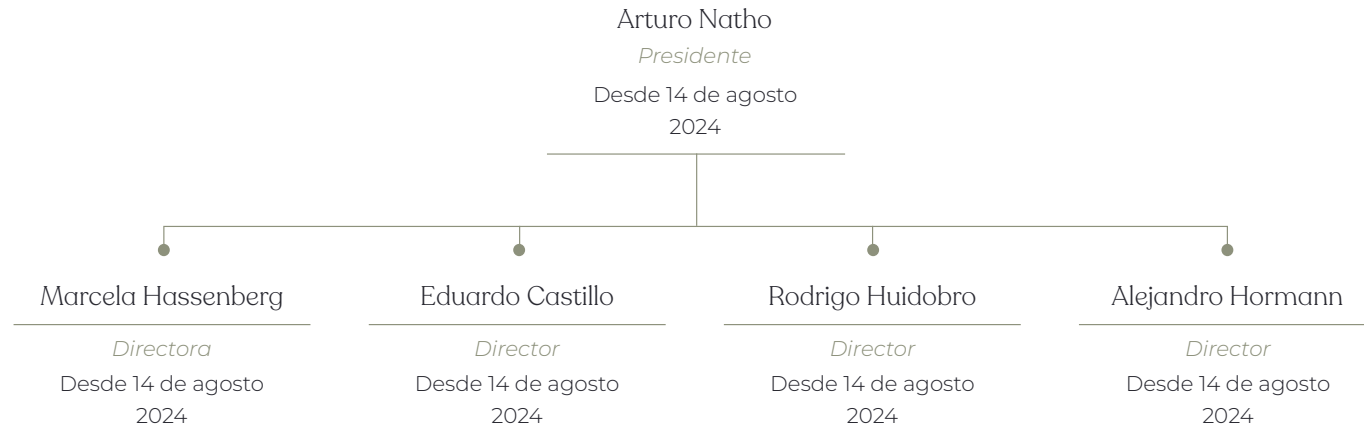 Arturo Natho
Presidente
Desde 14 de agosto
2024
Marcela Hassenberg
Directora
Desde 14 de agosto
2024
Eduardo Castillo
Director
Desde 14 de agosto
2024
Rodrigo Huidobro
Director
Desde 14 de agosto
2024
Alejandro Hormann
Director
Desde 14 de agosto
2024